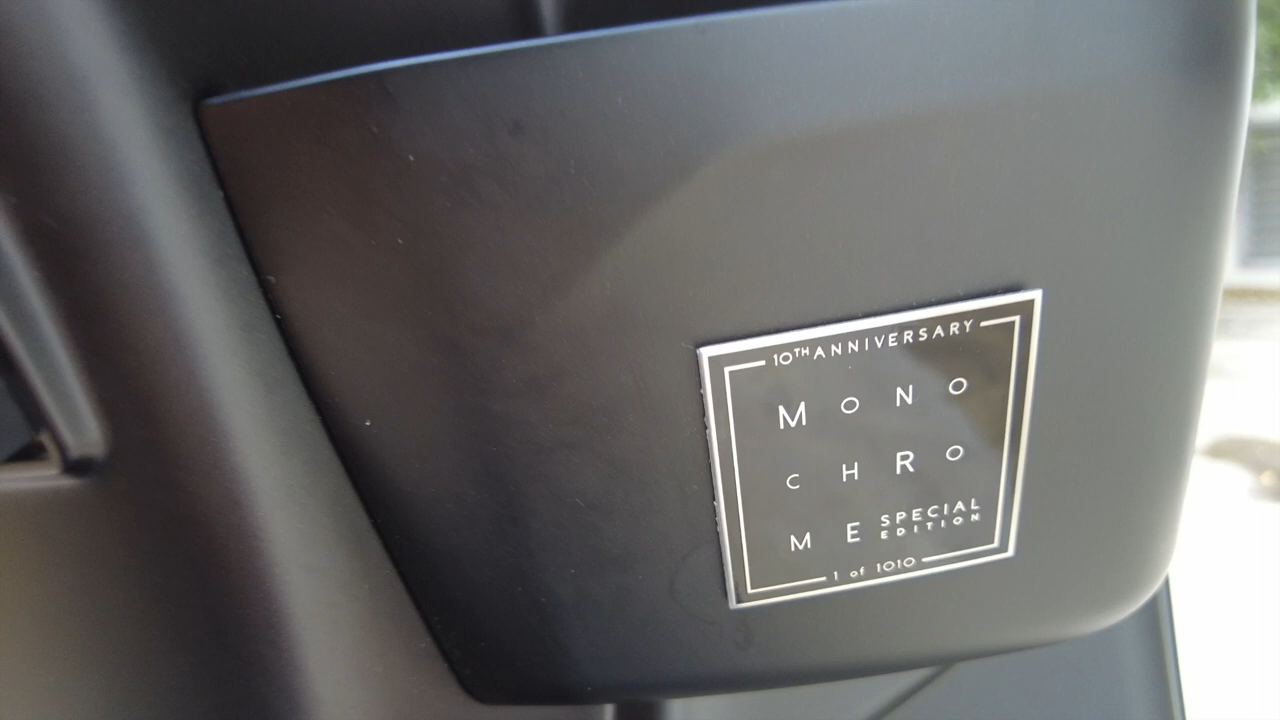 10TH ANNIVERSARY
MoNo
cHRo
ME SPECIAL
EDITION
1 of 1010